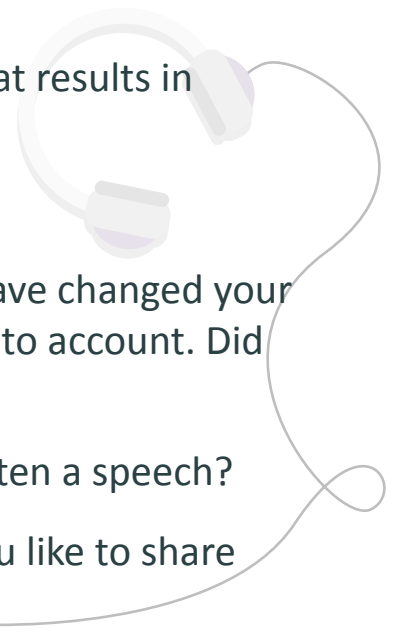 at results in
ave changed your
to account. Did
ten a speech?
u like to share